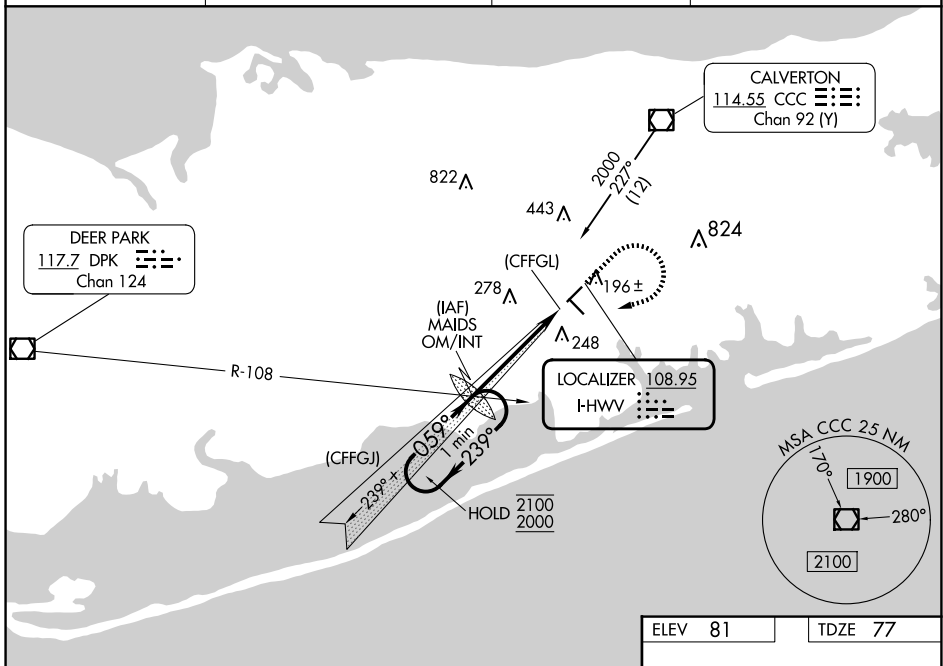 CALVERTON
114.55 CCC
Chan 92 (Y)
2000
227°
(12)
822
443
824
DEER PARK
117.7 DPK
Chan 124
(CFFGL)
196 ±
278
(IAF)
MAIDS
OM/INT
248
R-108
LOCALIZER 108.95
I-HWV
059°
1 min
239°
(CFFGJ)
239°
HOLD 2100
2000
MSA CCC 25 NM
170°
1900
280°
2100
ELEV 81
TDZE 77